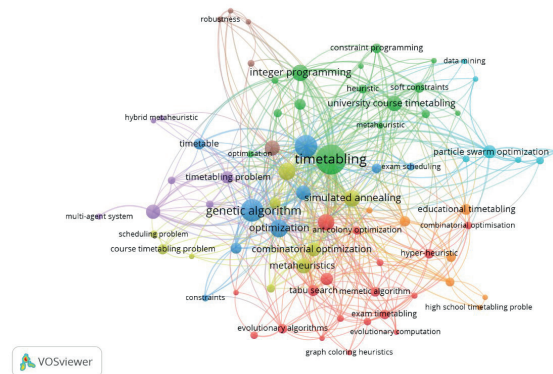 robustness
constraint programming
data mining
integer programming
heuristic
soft constraints
university course timetabling
hybrid metaheuristic
metaheuristic
timetable
optimisation
timetabling
particle swarm optimization
exam scheduling
timetabling problem
simulated annealing
educational timetabling
genetic algorithm
multi-agent system
ant colony optimization
combinatorial optimisation
optimization
scheduling problem
course timetabling problem
combinatorial optimization
hyper-heuristic
metaheuristics
tabu search
memetic algorithm
constraints
high school timetabling proble
exam timetabling
evolutionary algorithms
evolutionary computation
graph coloring heuristics
VOSviewer